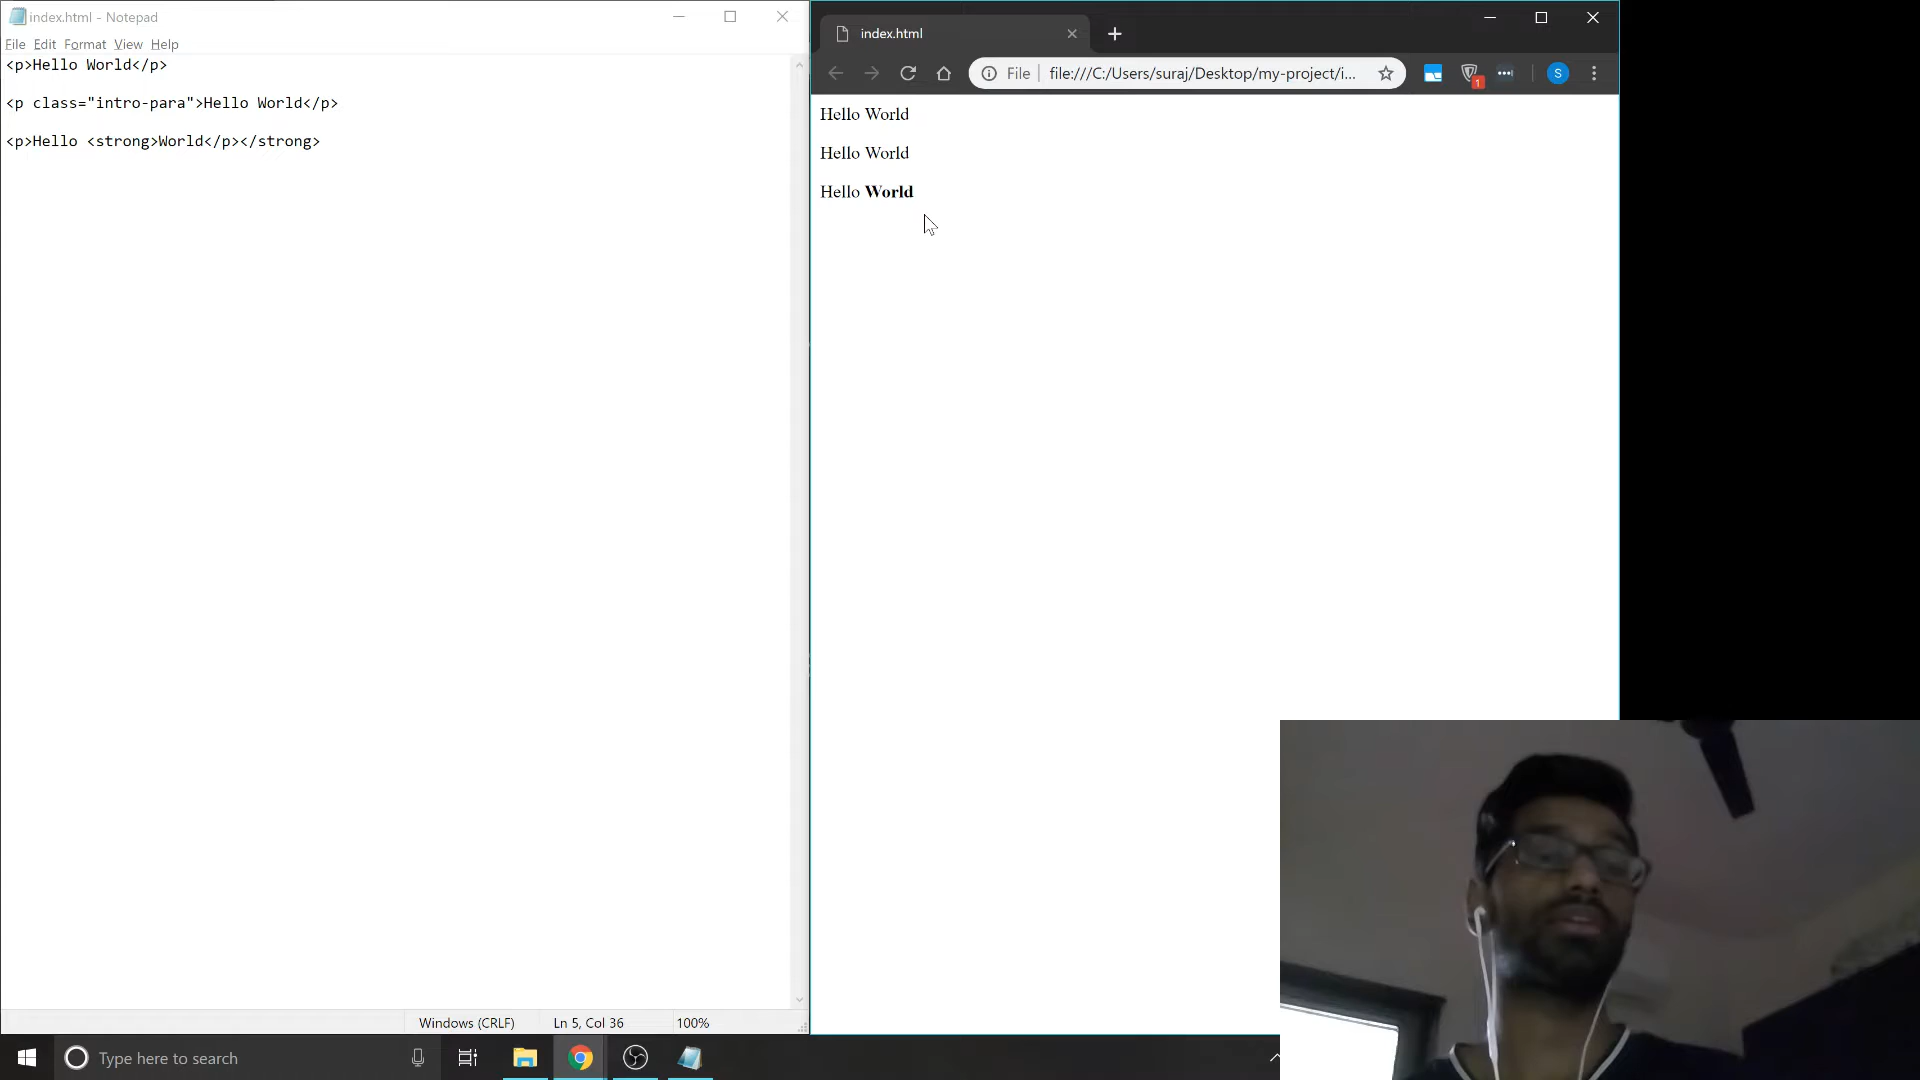 index.html - Notepad
File Edit Format View Help
<p>Hello World</p>
<p class="intro-para">Hello World</p>
<p>Hello <strong>World</p></strong>
Windows (CRLF) Ln 5, Col 36 100%
index.html
File file:///C:/Users/suraj/Desktop/my-project/i...
1
S
Hello World
Hello World
Hello World
Type here to search